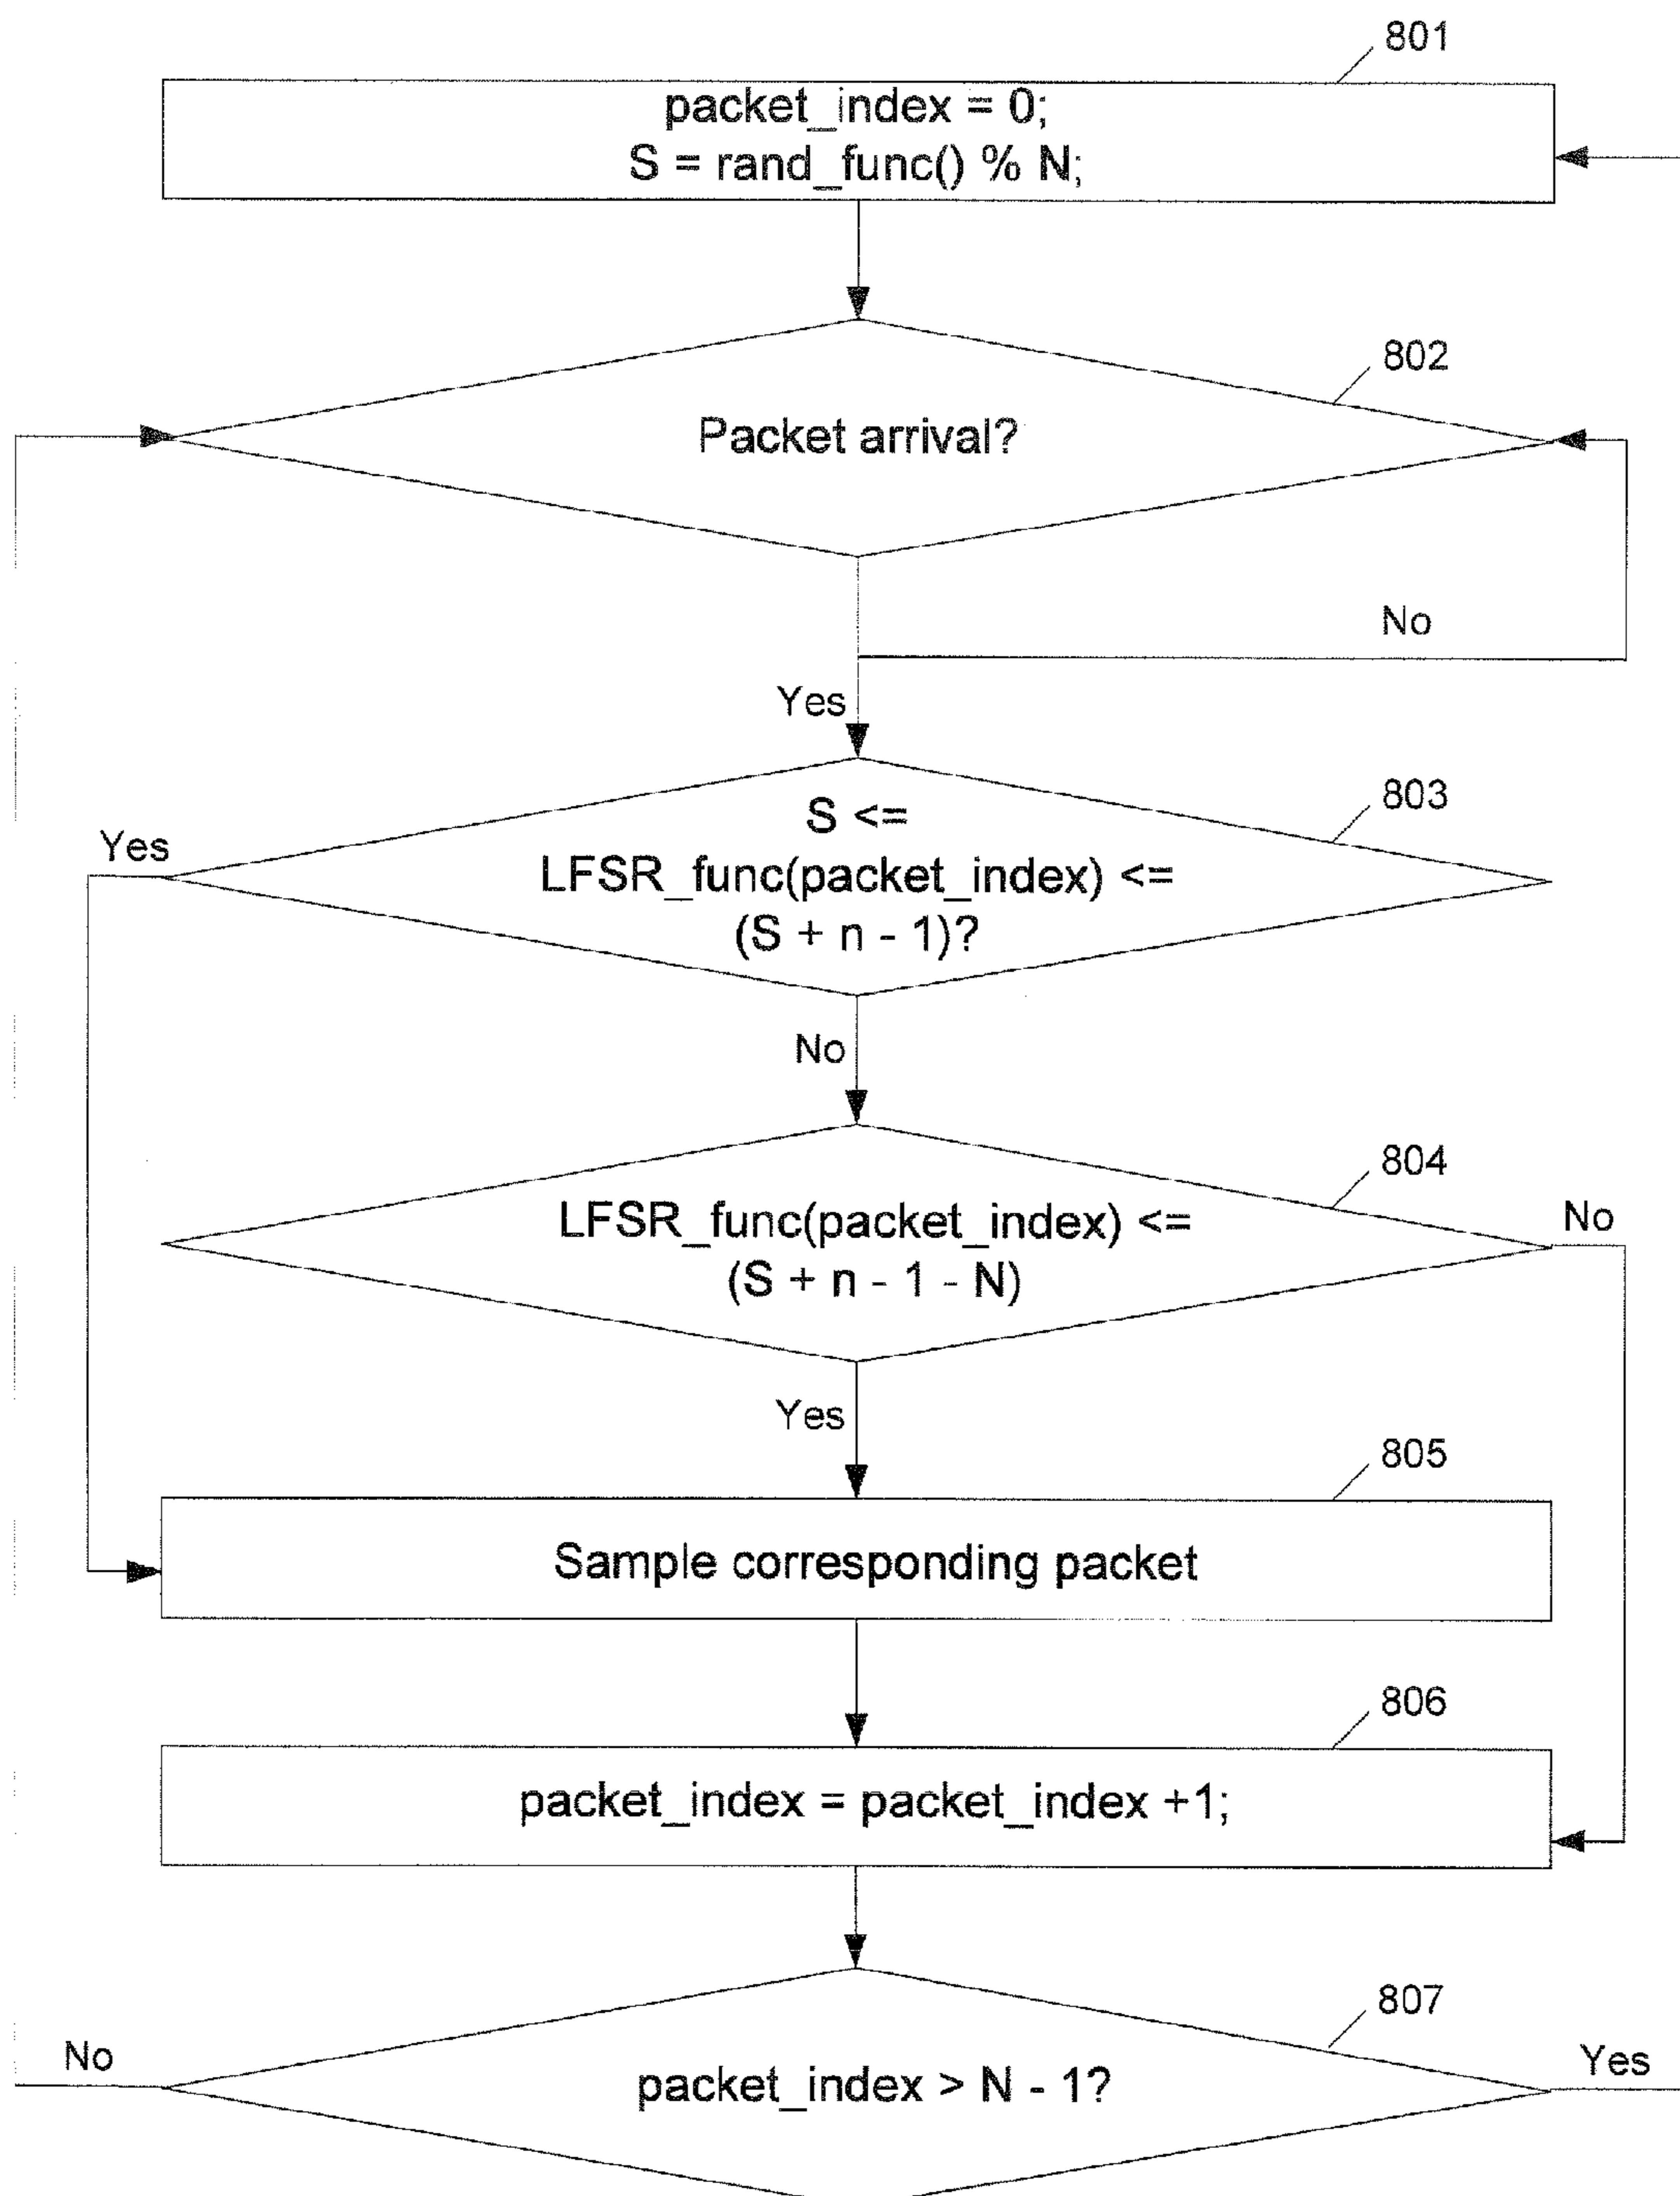 801
packet_index = 0;
S = rand_func() % N;
802
Packet arrival?
No
Yes
803
S <=
Yes
LFSR_func(packet_index) <=
(S + n - 1)?
No
804
LFSR_func(packet_index) <=
No
(S + n - 1 - N)
Yes
805
Sample corresponding packet
806
packet_index = packet_index +1;
807
No
packet_index > N - 1?
Yes